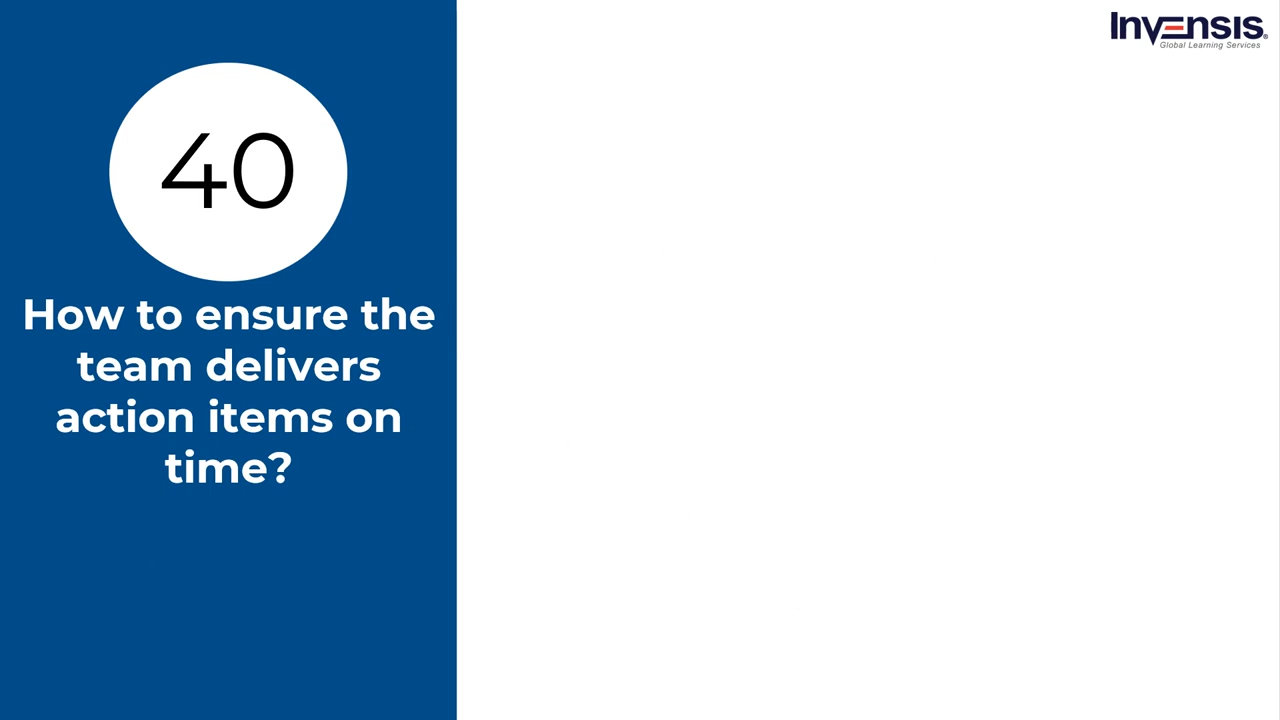 Invensis®
Global Learning Services
40
How to ensure the
team delivers
action items on
time?